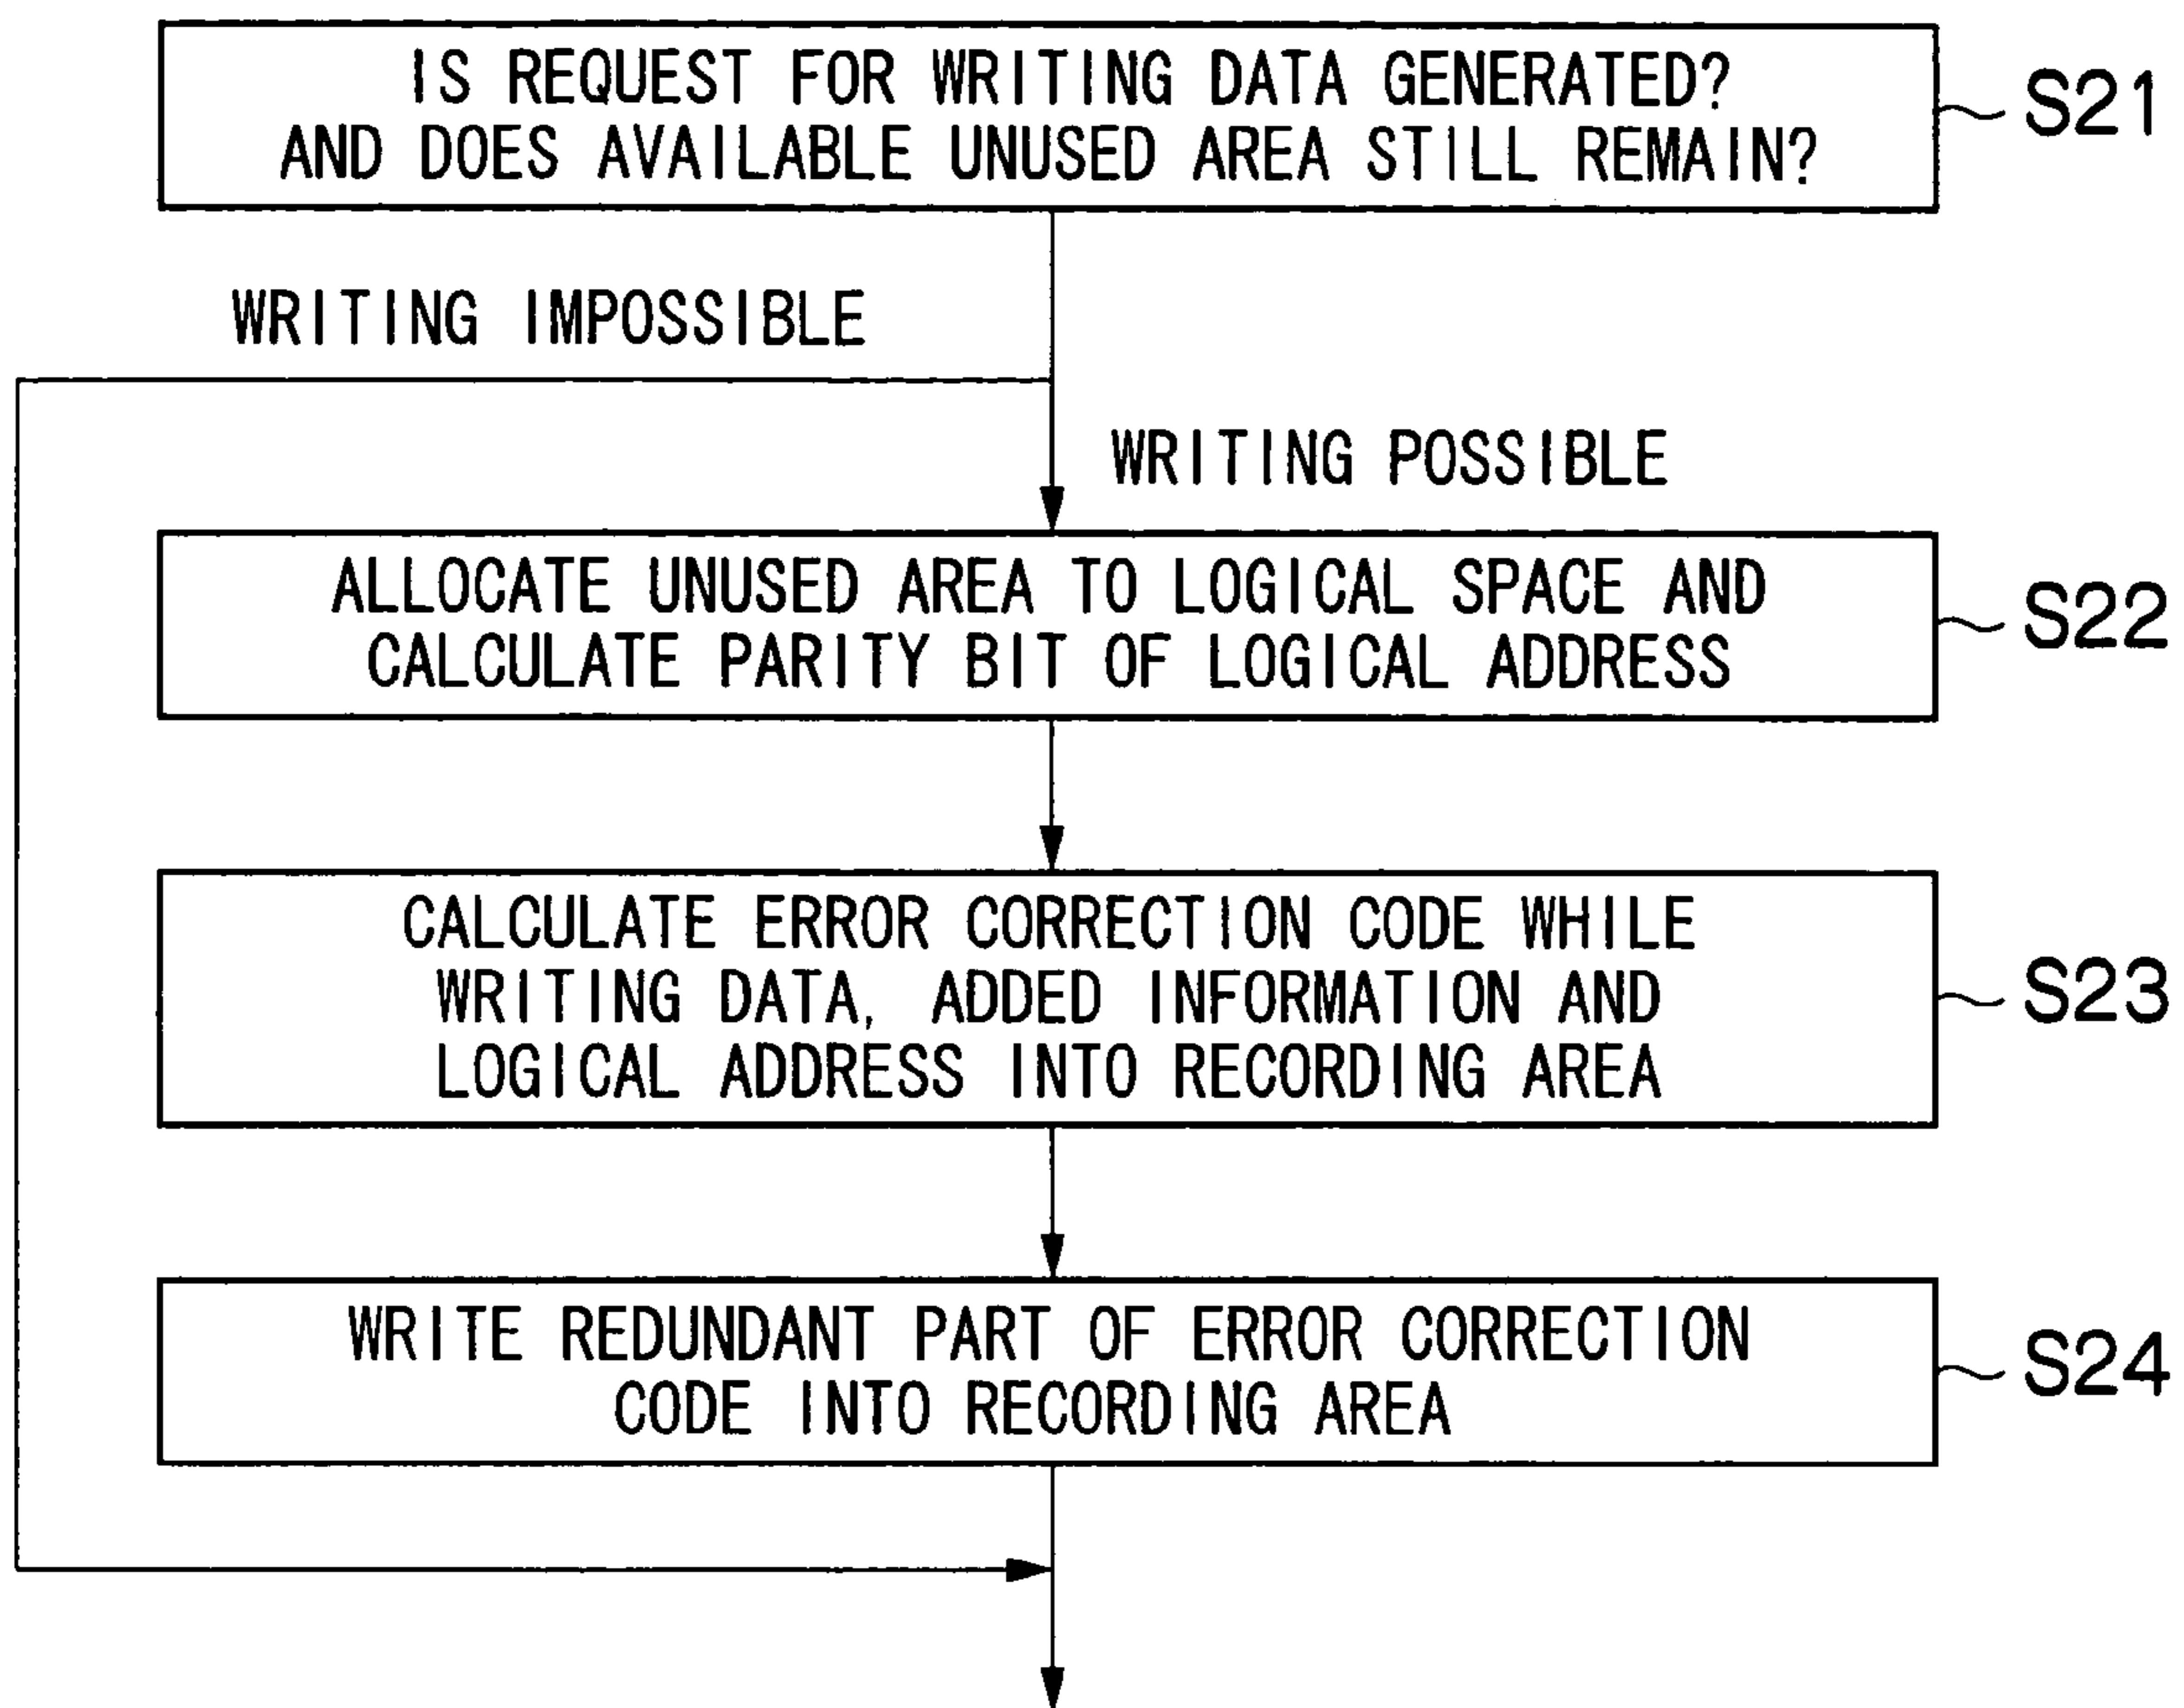 IS REQUEST FOR WRITING DATA GENERATED?
AND DOES AVAILABLE UNUSED AREA STILL REMAIN?
S21
WRITING IMPOSSIBLE
WRITING POSSIBLE
ALLOCATE UNUSED AREA TO LOGICAL SPACE AND
CALCULATE PARITY BIT OF LOGICAL ADDRESS
S22
CALCULATE ERROR CORRECTION CODE WHILE
WRITING DATA, ADDED INFORMATION AND
LOGICAL ADDRESS INTO RECORDING AREA
S23
WRITE REDUNDANT PART OF ERROR CORRECTION
CODE INTO RECORDING AREA
S24